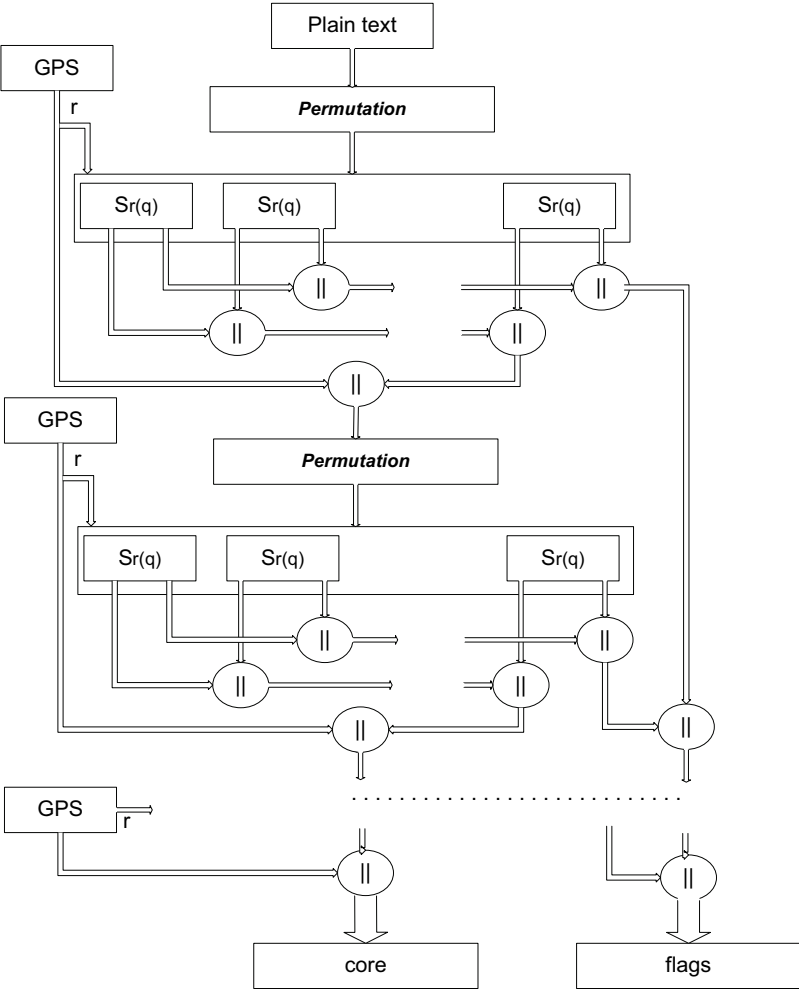 Plain text
GPS
r
Permutation
Sr(q) Sr(q) Sr(q)
|| ||
|| ||
||
GPS
r
Permutation
Sr(q) Sr(q) Sr(q)
|| ||
|| ||
|| ||
GPS
r
. . . . . . . . . . . . . . . . . . . . . . . . . . . .
|| ||
core flags